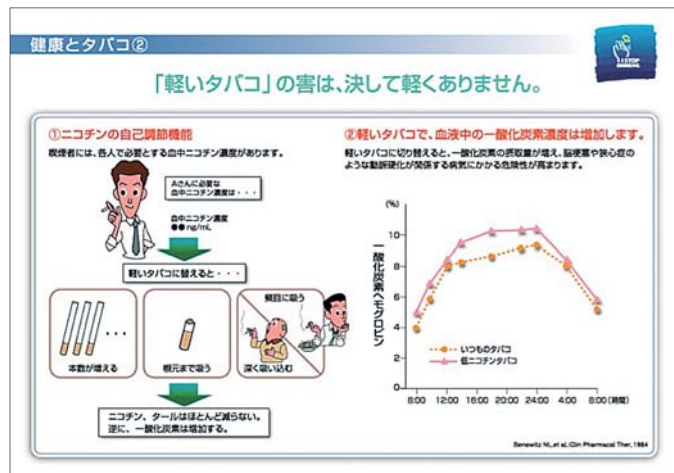 健康とタバコ②
STOP
SMOKING
「軽いタバコ」の害は、決して軽くありません。
①ニコチンの自己調節機能
喫煙者には、各人で必要とする血中ニコチン濃度があります。
Aさんに必要な
血中ニコチン濃度は・・・
血中ニコチン濃度
●● ng/mL
軽いタバコに替えると・・・
・・・
本数が増える
根元まで吸う
頻回に吸う
深く吸い込む
ニコチン、タールはほとんど減らない。
逆に、一酸化炭素は増加する。
②軽いタバコで、血液中の一酸化炭素濃度は増加します。
軽いタバコに切り替えると、一酸化炭素の摂取量が増え、脳梗塞や狭心症の
ような動脈硬化が関係する病気にかかる危険性が高まります。
(%)
一酸化炭素ヘモグロビン
10
8
6
4
2
0
いつものタバコ
低ニコチンタバコ
8:00 12:00 16:00 20:00 24:00 4:00 8:00(時間)
Benowitz NL,et al:Clin Pharmacol Ther, 1984